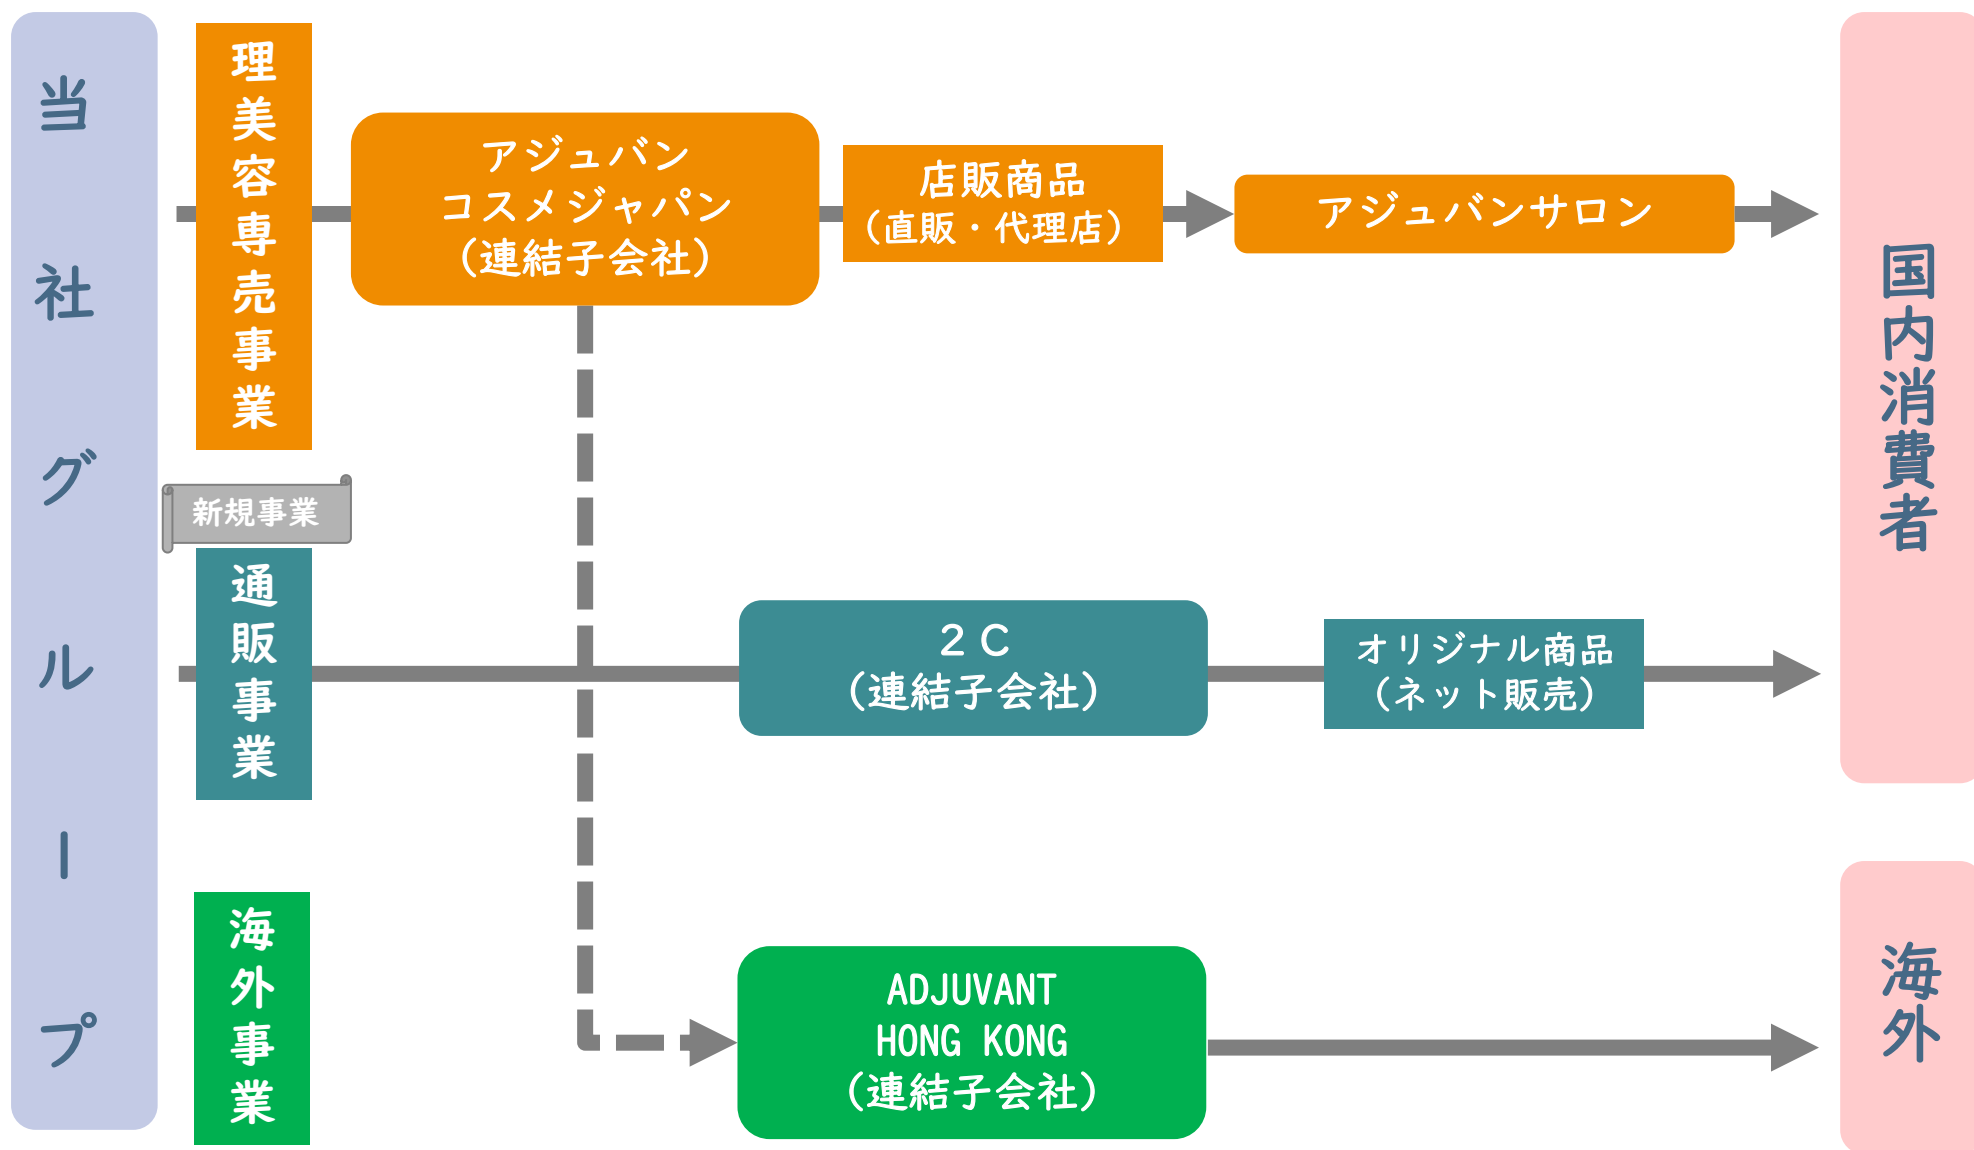 当社グループ
理美容専売事業
アジュバン
コスメジャパン
（連結子会社）
店販商品
（直販・代理店）
アジュバンサロン
国内消費者
新規事業
通販事業
２Ｃ
（連結子会社）
オリジナル商品
（ネット販売）
海外事業
ADJUVANT
HONG KONG
（連結子会社）
海外